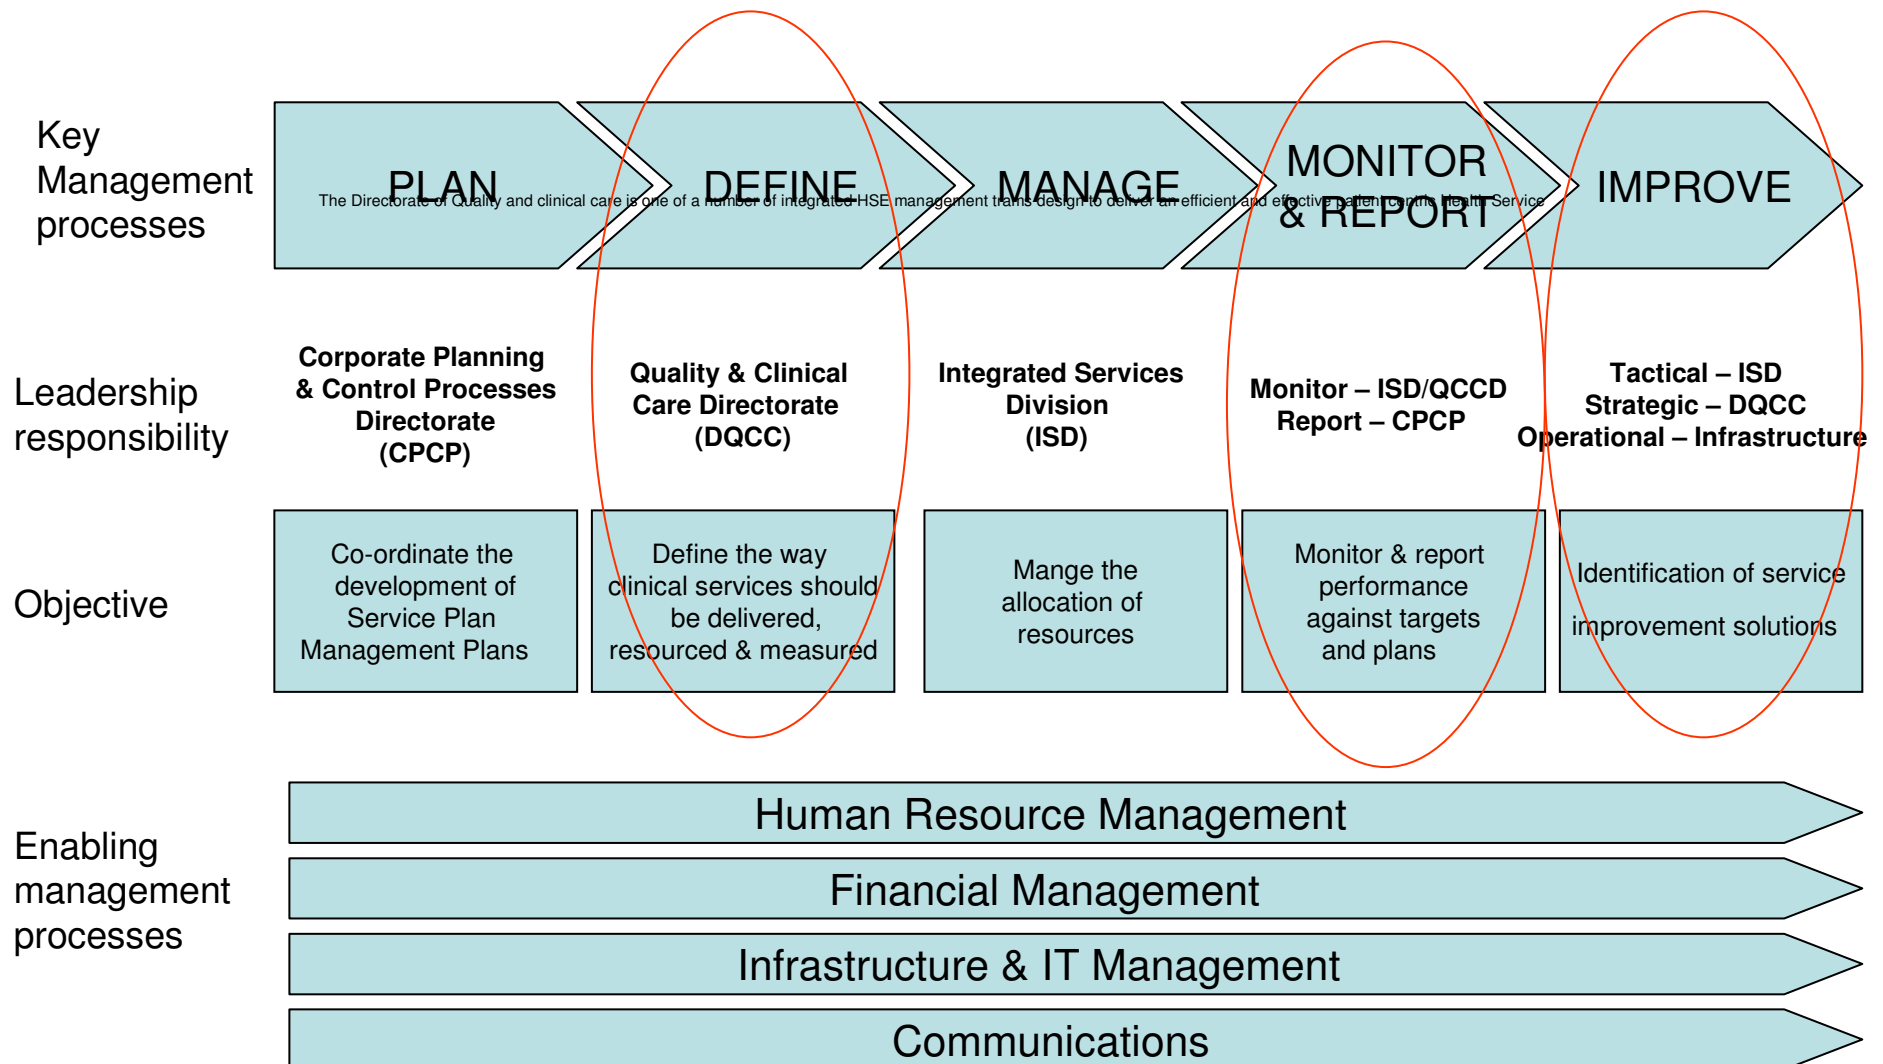 Key
Management
processes
PLAN
DEFINE
MANAGE
MONITOR
& REPORT
IMPROVE
The Directorate of Quality and clinical care is one of a number of integrated HSE management trams design to deliver an efficient and effective patient centric Health Service
Leadership
responsibility
Corporate Planning
& Control Processes
Directorate
(CPCP)
Quality & Clinical
Care Directorate
(DQCC)
Integrated Services
Division
(ISD)
Monitor – ISD/QCCD
Report – CPCP
Tactical – ISD
Strategic – DQCC
Operational – Infrastructure
Objective
Co-ordinate the
development of
Service Plan
Management Plans
Define the way
clinical services should
be delivered,
resourced & measured
Mange the
allocation of
resources
Monitor & report
performance
against targets
and plans
Identification of service
improvement solutions
Enabling
management
processes
Human Resource Management
Financial Management
Infrastructure & IT Management
Communications